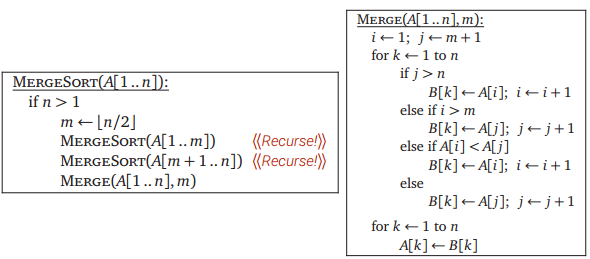 MERGESORT(A[1..n]):
if n > 1
m ← ⌊n/2⌋
MERGESORT(A[1..m]) ⟨⟨Recurse!⟩⟩
MERGESORT(A[m+1..n]) ⟨⟨Recurse!⟩⟩
MERGE(A[1..n], m)
MERGE(A[1..n], m):
i ← 1; j ← m+1
for k ← 1 to n
if j > n
B[k] ← A[i]; i ← i+1
else if i > m
B[k] ← A[j]; j ← j+1
else if A[i] < A[j]
B[k] ← A[i]; i ← i+1
else
B[k] ← A[j]; j ← j+1
for k ← 1 to n
A[k] ← B[k]